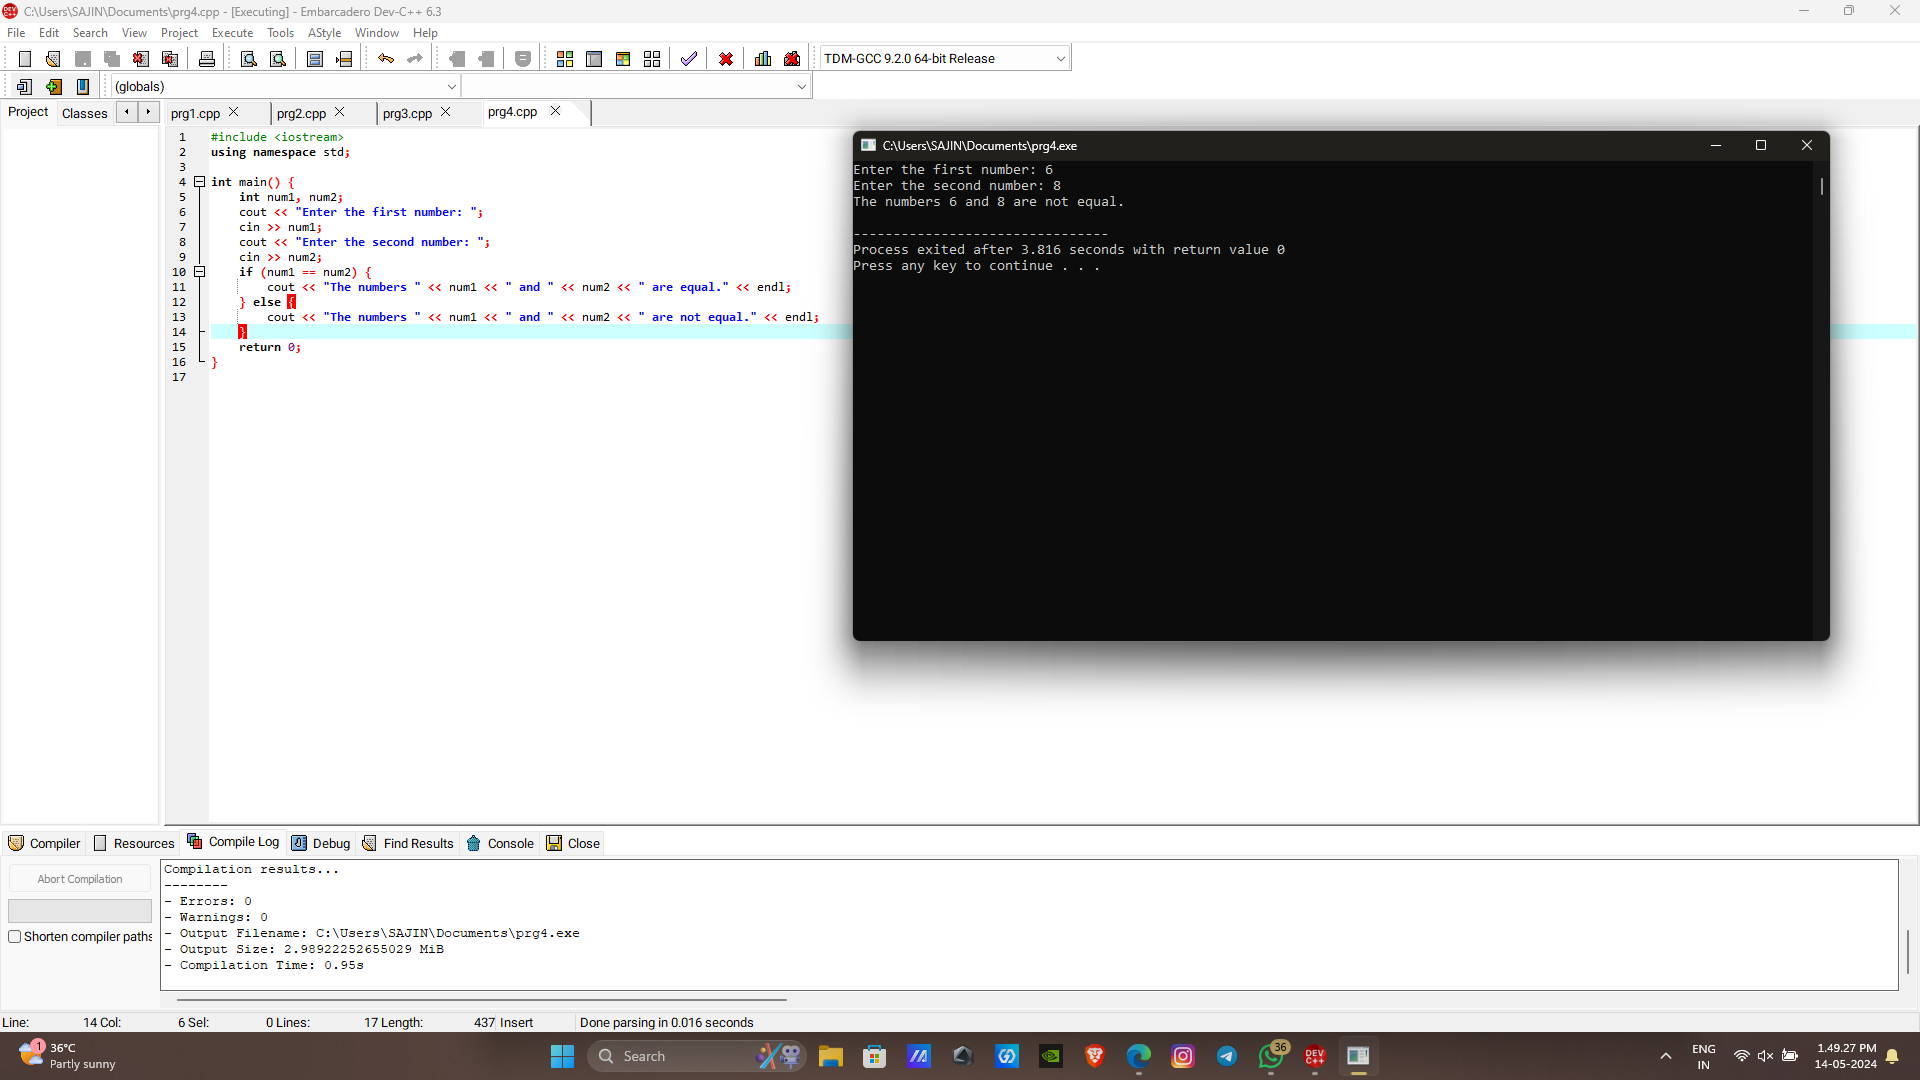 C:\Users\SAJIN\Documents\prg4.cpp - [Executing] - Embarcadero Dev-C++ 6.3
File Edit Search View Project Execute Tools AStyle Window Help
TDM-GCC 9.2.0 64-bit Release
(globals)
Project Classes prg1.cpp prg2.cpp prg3.cpp prg4.cpp
1 #include <iostream>
2 using namespace std;
3
4 int main() {
5 int num1, num2;
6 cout << "Enter the first number: ";
7 cin >> num1;
8 cout << "Enter the second number: ";
9 cin >> num2;
10 if (num1 == num2) {
11 cout << "The numbers " << num1 << " and " << num2 << " are equal." << endl;
12 } else {
13 cout << "The numbers " << num1 << " and " << num2 << " are not equal." << endl;
14 }
15 return 0;
16 }
17
C:\Users\SAJIN\Documents\prg4.exe
Enter the first number: 6
Enter the second number: 8
The numbers 6 and 8 are not equal.
--------------------------------
Process exited after 3.816 seconds with return value 0
Press any key to continue . . .
Compiler Resources Compile Log Debug Find Results Console Close
Abort Compilation
Shorten compiler paths
Compilation results...
--------
- Errors: 0
- Warnings: 0
- Output Filename: C:\Users\SAJIN\Documents\prg4.exe
- Output Size: 2.98922252655029 MiB
- Compilation Time: 0.95s
Line: 14 Col: 6 Sel: 0 Lines: 17 Length: 437 Insert Done parsing in 0.016 seconds
1
36°C
Partly sunny
Search
36
DEV C++
ENG
IN
1.49.27 PM
14-05-2024